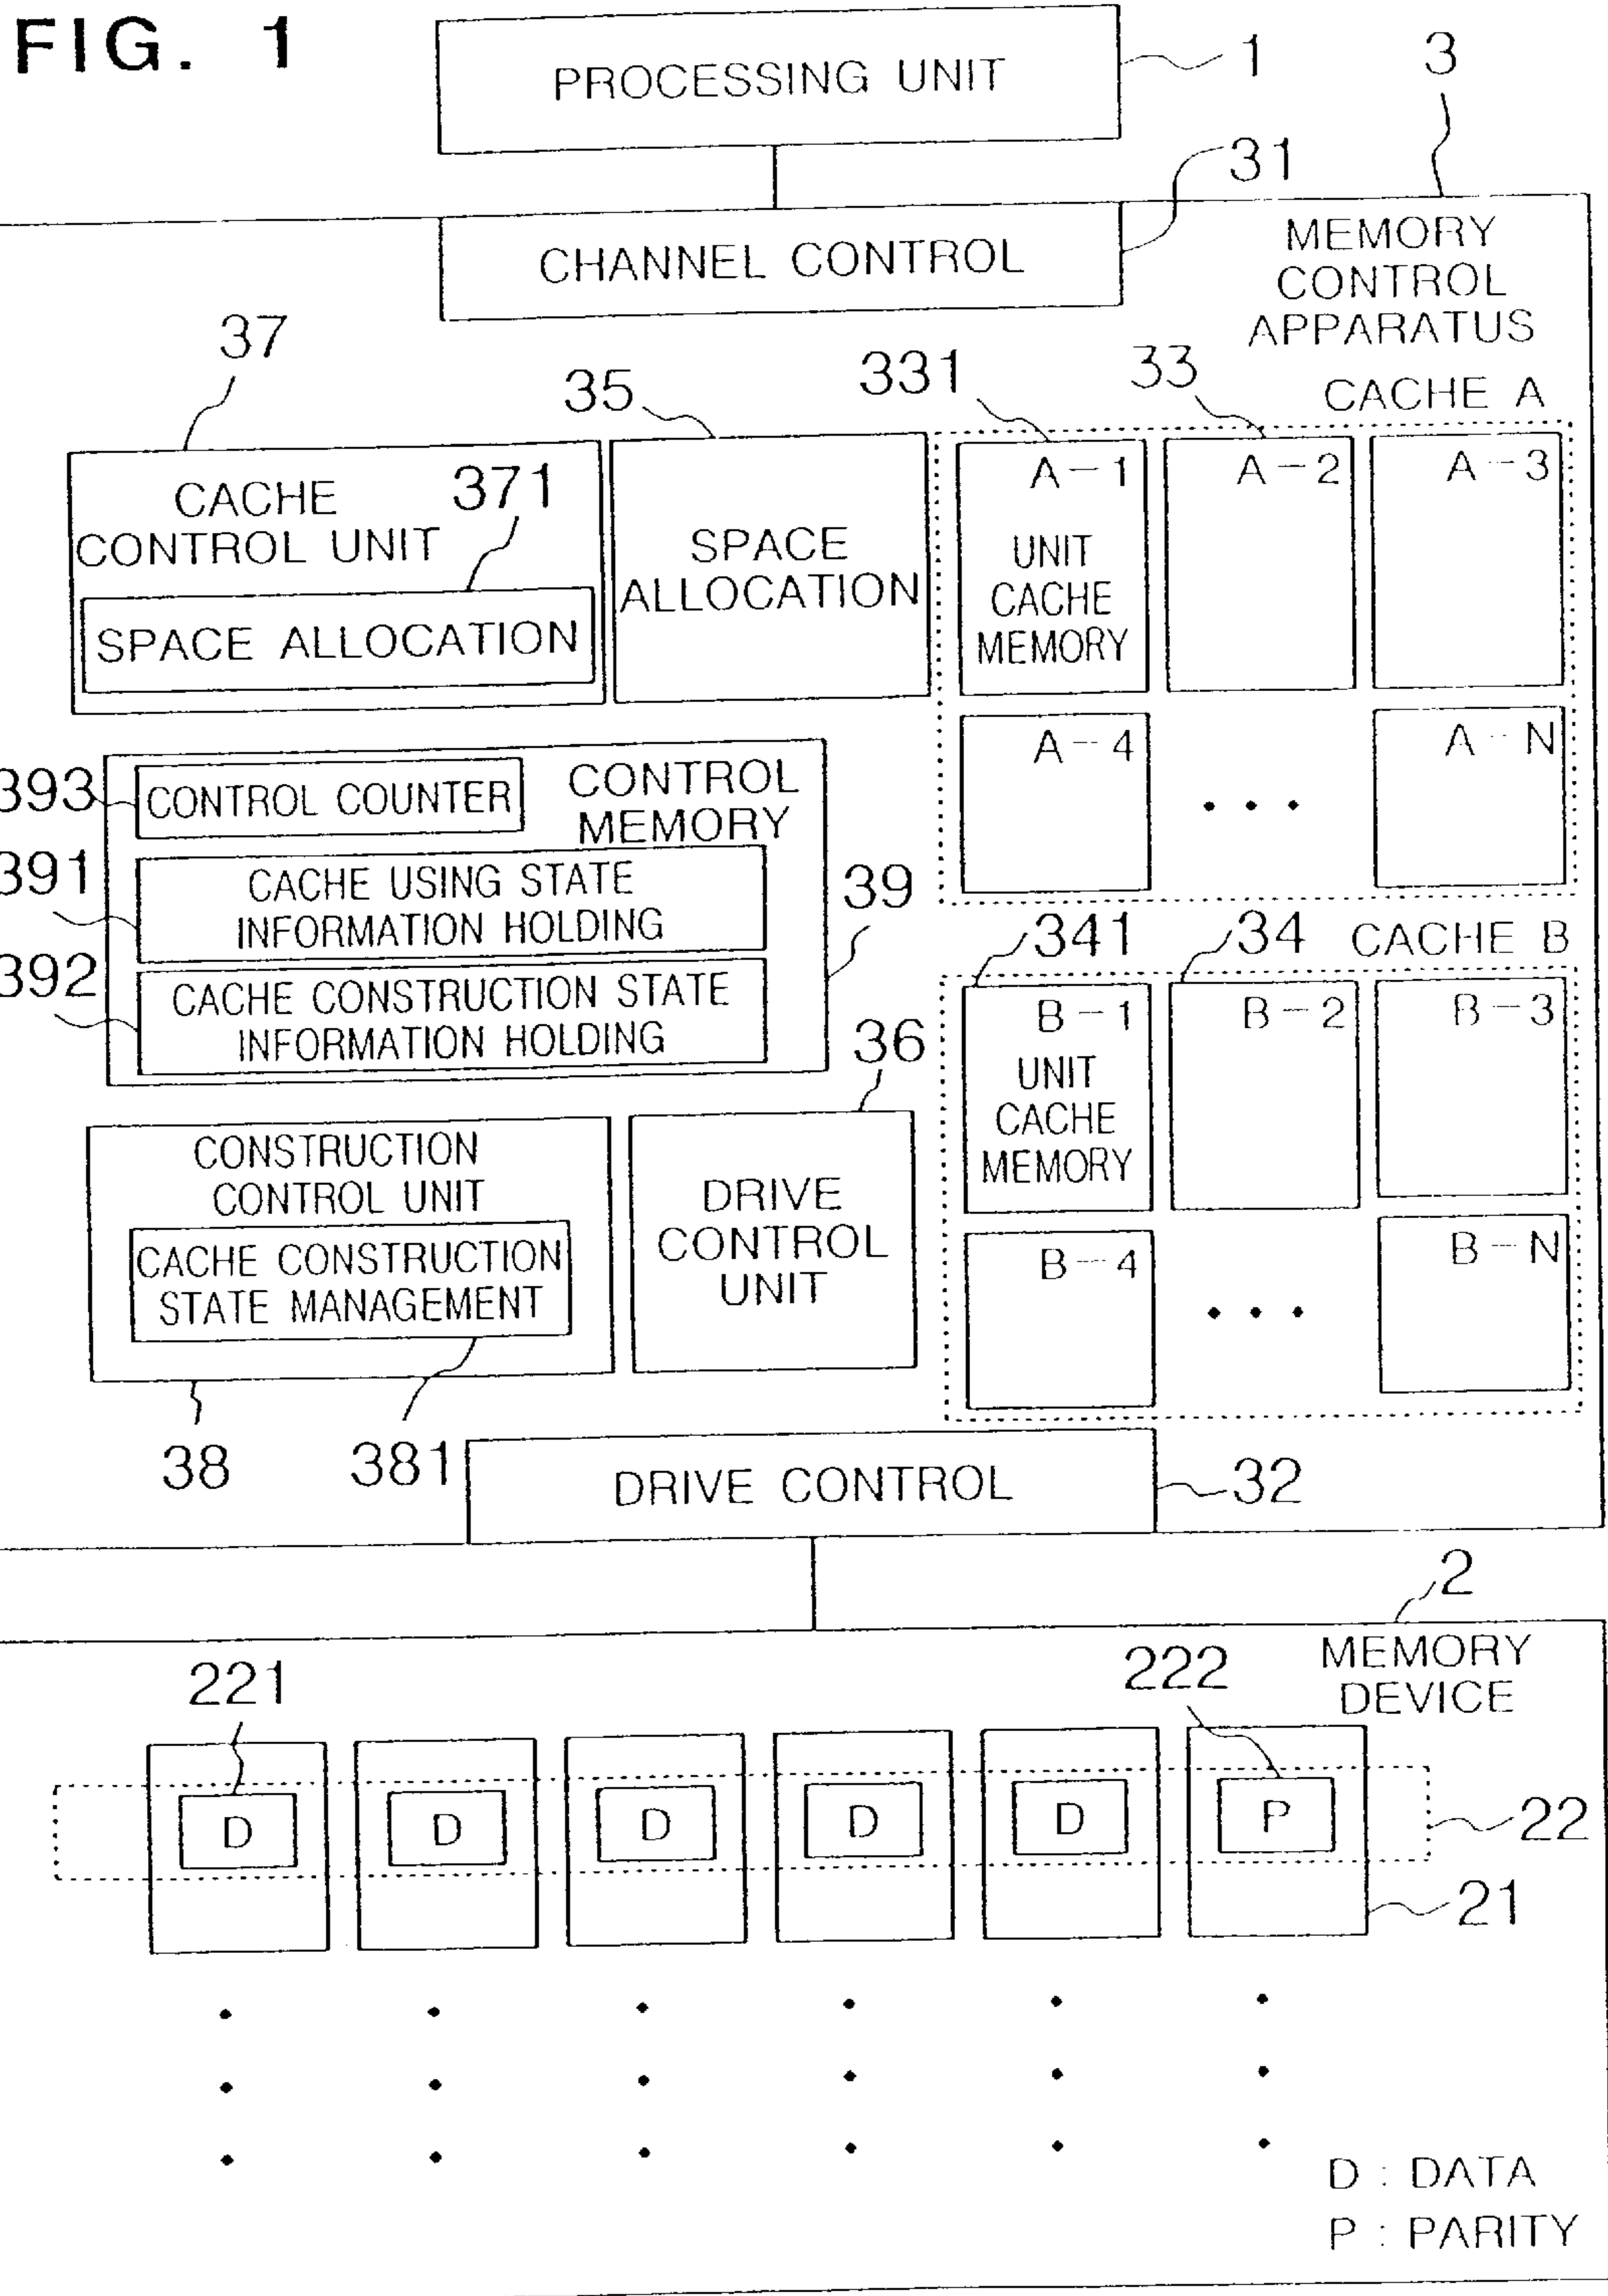 FIG. 1
PROCESSING UNIT
1
3
31
CHANNEL CONTROL
MEMORY
CONTROL
APPARATUS
37
35
331
33
CACHE A
CACHE
CONTROL UNIT
371
SPACE ALLOCATION
SPACE
ALLOCATION
A-1
UNIT
CACHE
MEMORY
A-2
A-3
A-4
• • •
A-N
393
CONTROL COUNTER
CONTROL
MEMORY
391
CACHE USING STATE
INFORMATION HOLDING
39
392
CACHE CONSTRUCTION STATE
INFORMATION HOLDING
341
34
CACHE B
B-1
UNIT
CACHE
MEMORY
B-2
B-3
B-4
• • •
B-N
36
CONSTRUCTION
CONTROL UNIT
CACHE CONSTRUCTION
STATE MANAGEMENT
DRIVE
CONTROL
UNIT
38
381
DRIVE CONTROL
32
2
MEMORY
DEVICE
221
222
D
D
D
D
D
P
22
21
D : DATA
P : PARITY